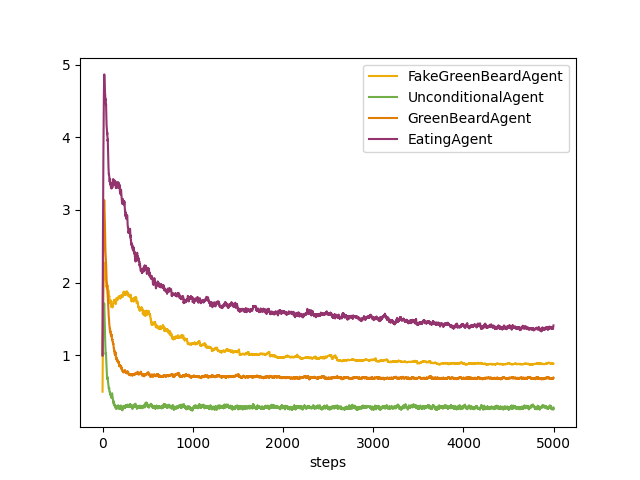 5
4
3
2
1
FakeGreenBeardAgent
UnconditionalAgent
GreenBeardAgent
EatingAgent
0 1000 2000 3000 4000 5000
steps